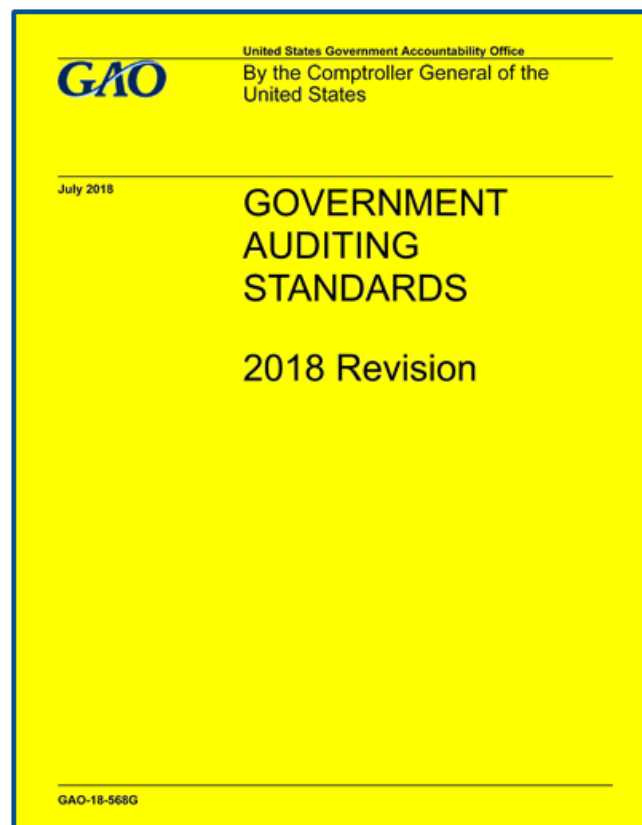 United States Government Accountability Office
GAO
By the Comptroller General of the
United States
July 2018
GOVERNMENT
AUDITING
STANDARDS
2018 Revision
GAO-18-568G